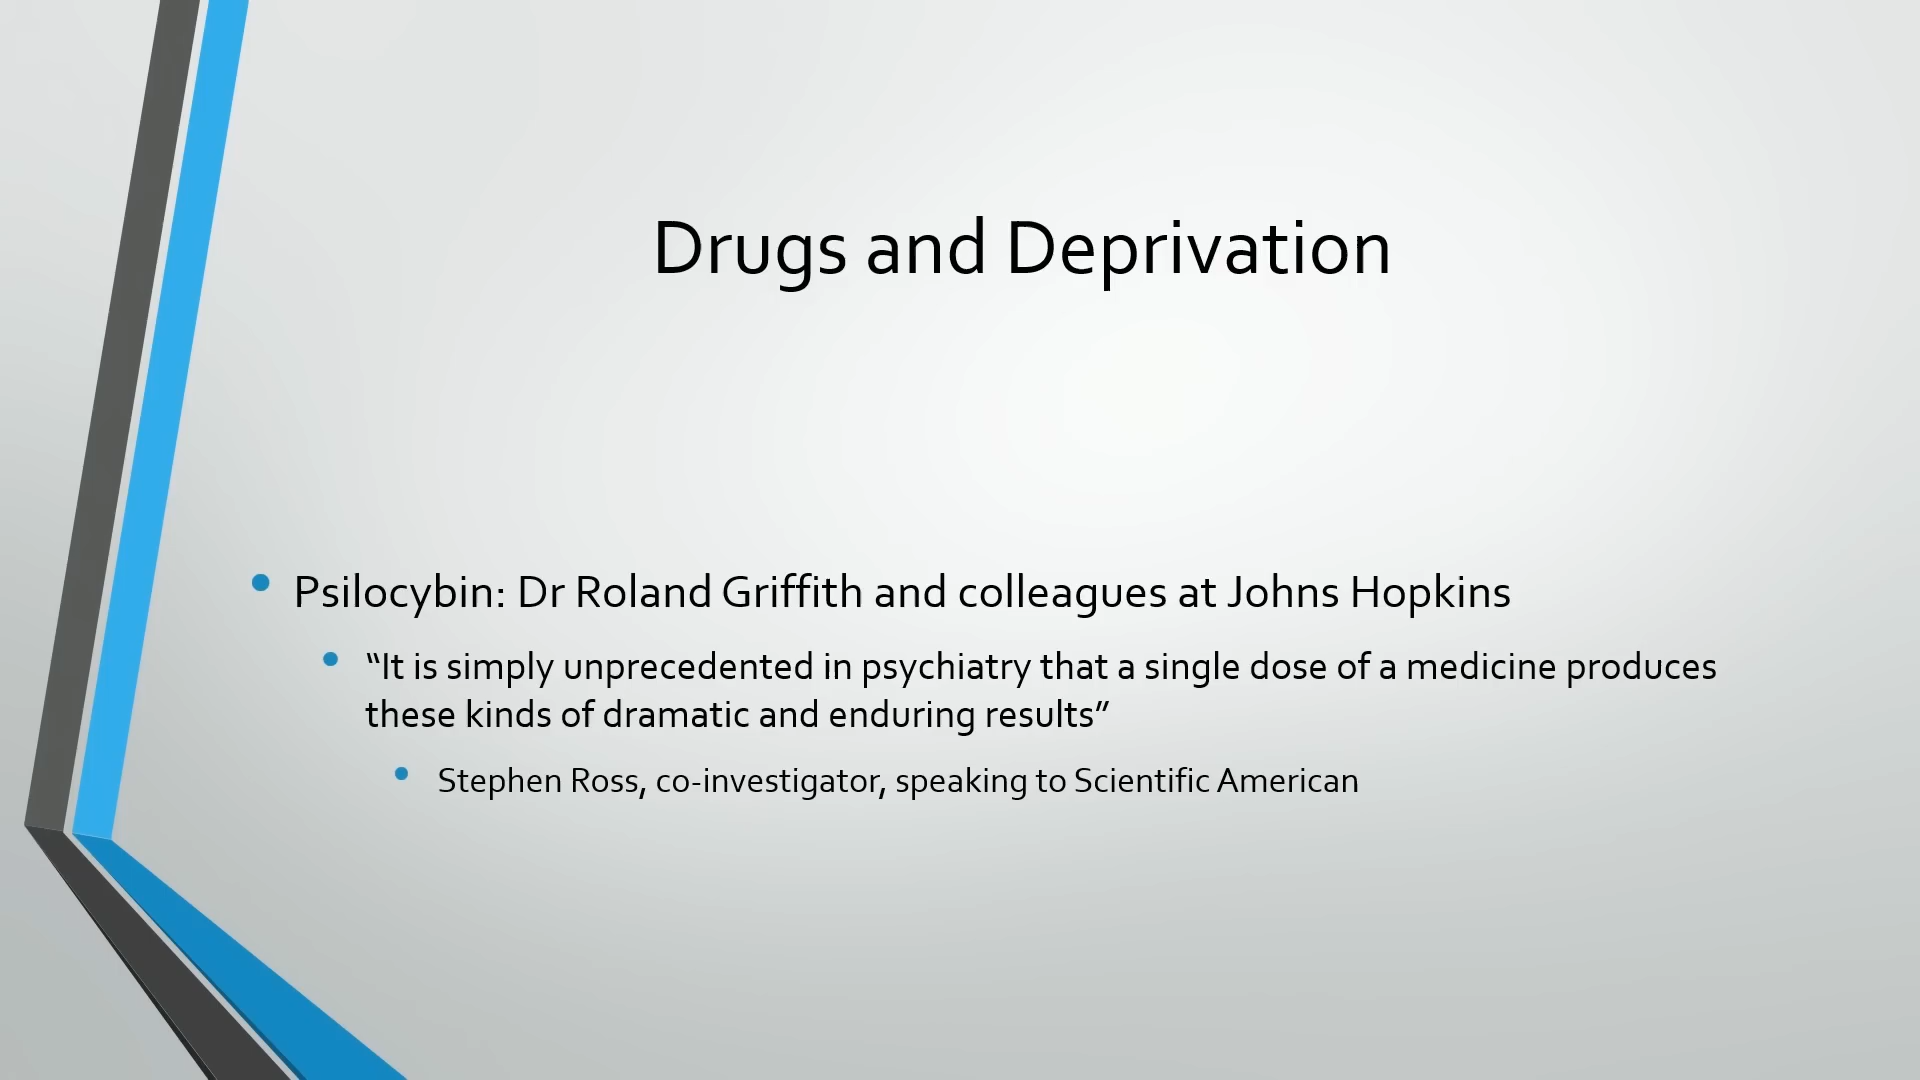 Drugs and Deprivation
Psilocybin: Dr Roland Griffith and colleagues at Johns Hopkins
“It is simply unprecedented in psychiatry that a single dose of a medicine produces
these kinds of dramatic and enduring results”
Stephen Ross, co-investigator, speaking to Scientific American